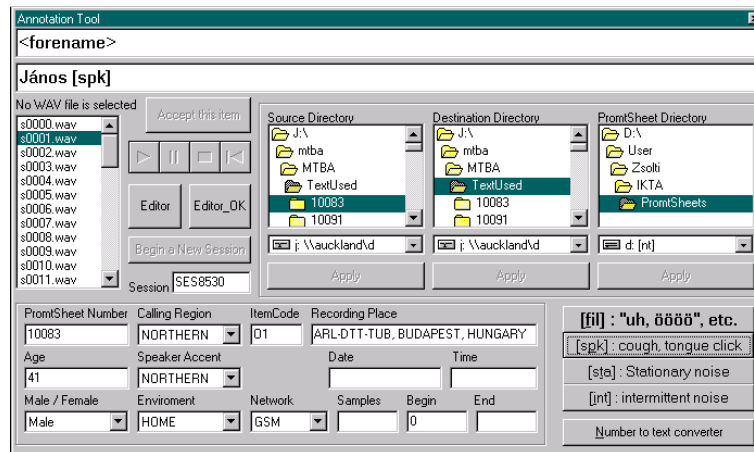 Annotation Tool
<forename>
János [spk]
No WAV file is selected
s0000.wav
s0001.wav
s0002.wav
s0003.wav
s0004.wav
s0005.wav
s0006.wav
s0007.wav
s0008.wav
s0009.wav
s0010.wav
s0011.wav
Accept this item
Editor
Editor_OK
Begin a New Session
Session
SES8530
Source Directory
J:\
mtba
MTBA
TextUsed
10083
10091
j: \\auckland\d
Apply
Destination Directory
J:\
mtba
MTBA
TextUsed
10083
10091
j: \\auckland\d
Apply
PromtSheet Driectory
D:\
User
Zsolti
IKTA
PromtSheets
d: [nt]
Apply
PromtSheet Number
Calling Region
ItemCode
Recording Place
10083
NORTHERN
01
ARL-DTT-TUB, BUDAPEST, HUNGARY
Age
Speaker Accent
Date
Time
41
NORTHERN
Male / Female
Enviroment
Network
Samples
Begin
End
Male
HOME
GSM
0
[fil] : "uh, öööö", etc.
[spk] : cough, tongue click
[sta] : Stationary noise
[int] : intermittent noise
Number to text converter